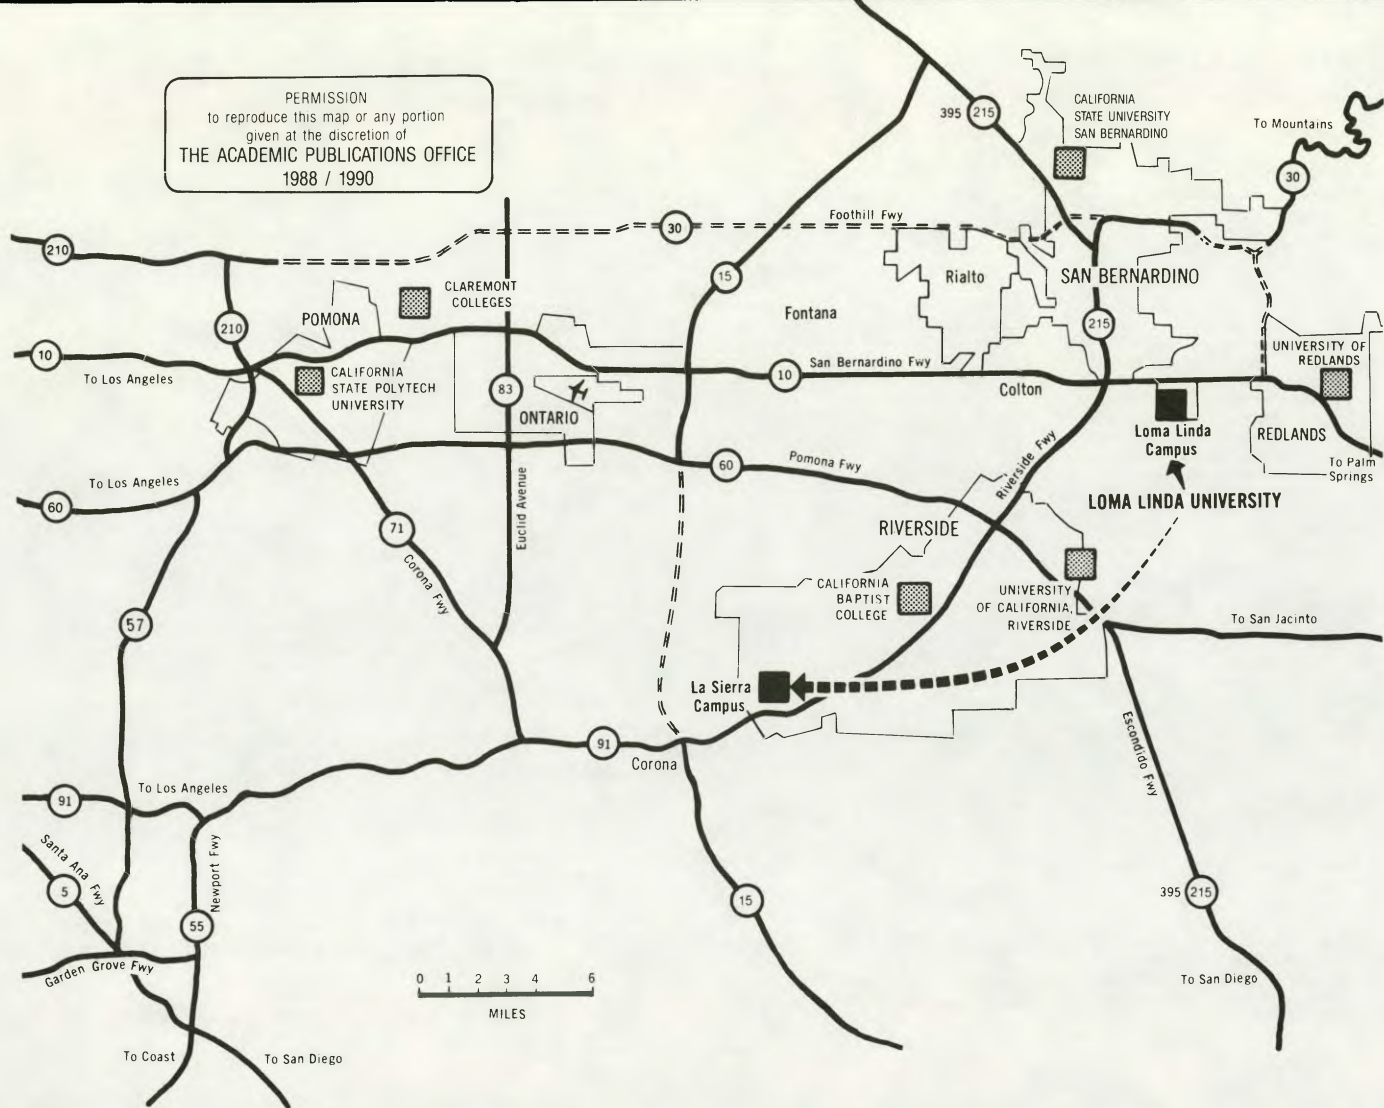 PERMISSION
to reproduce this map or any portion
given at the discretion of
THE ACADEMIC PUBLICATIONS OFFICE
1988 / 1990
395
215
CALIFORNIA
STATE UNIVERSITY
SAN BERNARDINO
To Mountains
30
210
30
Foothill Fwy
15
Rialto
SAN BERNARDINO
CLAREMONT
COLLEGES
Fontana
210
POMONA
215
10
To Los Angeles
CALIFORNIA
STATE POLYTECH
UNIVERSITY
83
ONTARIO
10
San Bernardino Fwy
Colton
UNIVERSITY OF
REDLANDS
Loma Linda
Campus
REDLANDS
To Palm
Springs
60
To Los Angeles
60
Pomona Fwy
Riverside Fwy
LOMA LINDA UNIVERSITY
Euclid Avenue
71
Corona Fwy
RIVERSIDE
CALIFORNIA
BAPTIST
COLLEGE
UNIVERSITY
OF CALIFORNIA,
RIVERSIDE
To San Jacinto
57
La Sierra
Campus
91
Corona
Escondido Fwy
91
To Los Angeles
Santa Ana Fwy
5
Newport Fwy
55
15
395
215
Garden Grove Fwy
To San Diego
0 1 2 3 4 6
MILES
To Coast
To San Diego